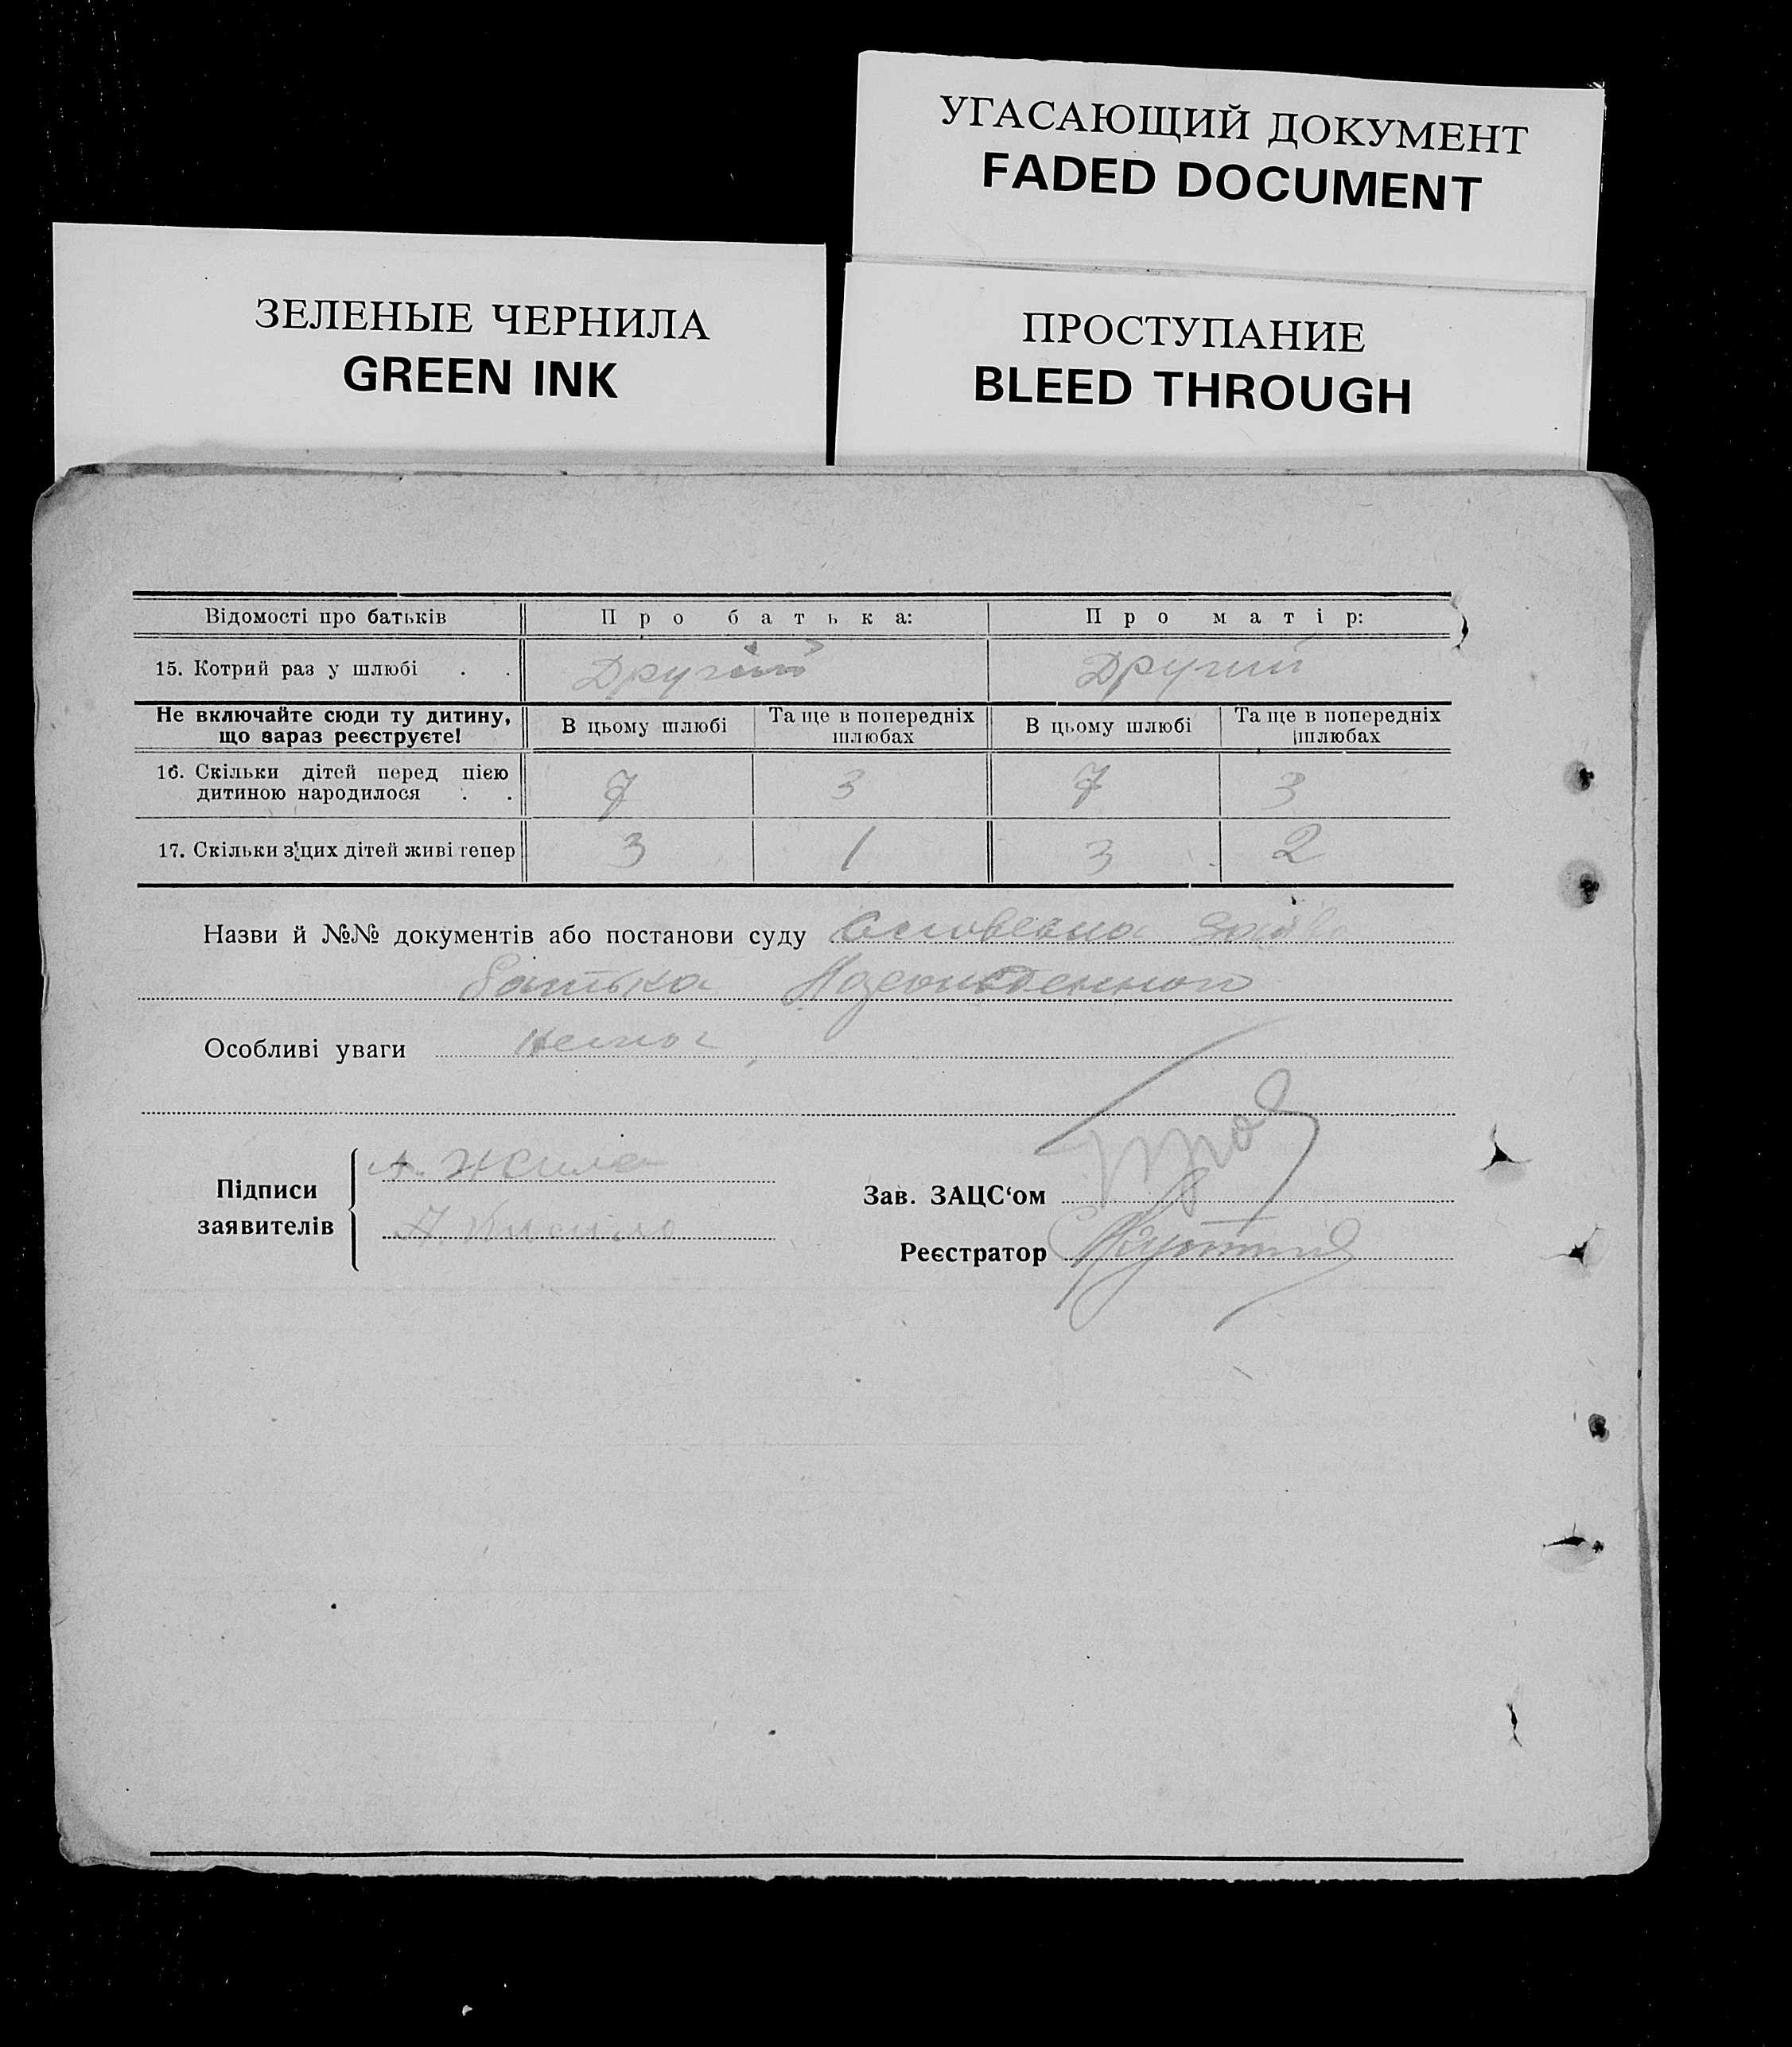 УГАСАЮЩИЙ ДОКУМЕНТ
FADED DOCUMENT
ЗЕЛЕНЫЕ ЧЕРНИЛА
GREEN INK
ПРОСТУПАНИЕ
BLEED THROUGH
Відомості про батьків Про батька: Про матір:
15. Котрий раз у шлюбі . . Другий Другий
Не включайте сюди ту дитину, що вараз реєструєте! В цьому шлюбі Та ще в попередніх шлюбах В цьому шлюбі Та ще в попередніх шлюбах
16. Скільки дітей перед цією дитиною народилося . . 7 3 7 3
17. Скільки з цих дітей живі тепер 3 1 3 2
Назви й №№ документів або постанови суду
батька
Особливі уваги
Підписи заявителів
А. Жила
Зав. ЗАЦС‘ом
Реєстратор